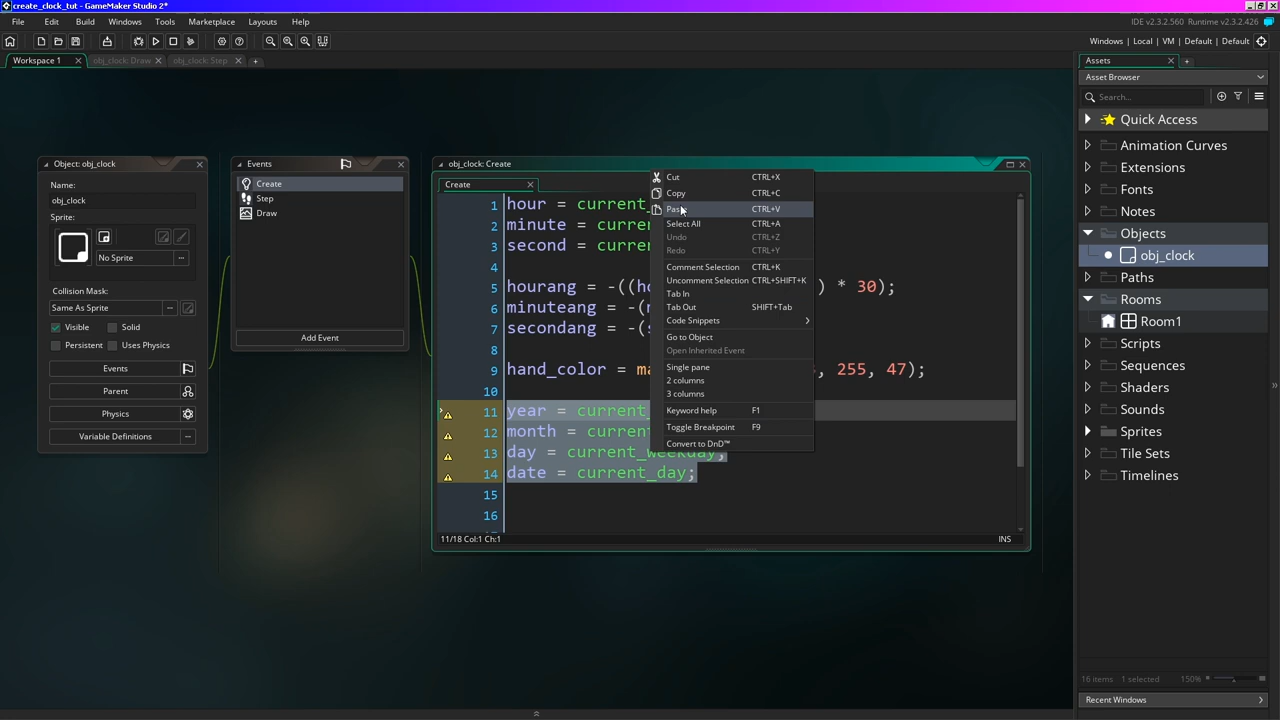 create_clock_tut - GameMaker Studio 2*
File Edit Build Windows Tools Marketplace Layouts Help
IDE v2.3.2.560 Runtime v2.3.2.426
Windows | Local | VM | Default | Default
Workspace 1 obj_clock: Draw obj_clock: Step
Object: obj_clock
Name:
obj_clock
Sprite:
No Sprite
Collision Mask:
Same As Sprite
Visible Solid
Persistent Uses Physics
Events
Parent
Physics
Variable Definitions
Events
Create
Step
Draw
Add Event
obj_clock: Create
Create
1 hour = current_
2 minute =
3 second =
4
5 hourang = -((h ) * 30);
6 minuteang = -(
7 secondang = -(
8
9 hand_color = , 255, 47);
10
11 year = current_
12 month =
13 day = current_weekday;
14 date = current_day;
15
16
11/18 Col:1 Ch:1
INS
Cut CTRL+X
Copy CTRL+C
Paste CTRL+V
Select All CTRL+A
Undo CTRL+Z
Redo CTRL+Y
Comment Selection CTRL+K
Uncomment Selection CTRL+SHIFT+K
Tab In
Tab Out SHIFT+Tab
Code Snippets
Go to Object
Open Inherited Event
Single pane
2 columns
3 columns
Keyword help F1
Toggle Breakpoint F9
Convert to DnD™
Assets
Asset Browser
Search...
Quick Access
Animation Curves
Extensions
Fonts
Notes
Objects
obj_clock
Paths
Rooms
Room1
Scripts
Sequences
Shaders
Sounds
Sprites
Tile Sets
Timelines
16 items 1 selected 150%
Recent Windows